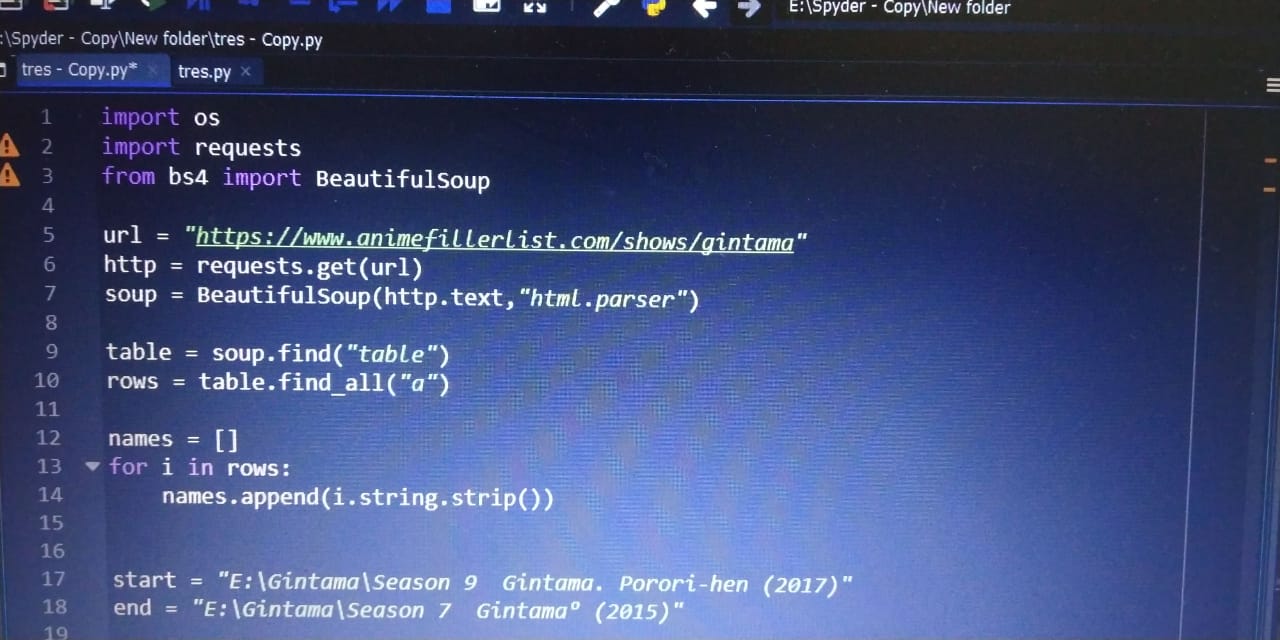 E:\Spyder - Copy\New folder
:\Spyder - Copy\New folder\tres - Copy.py
tres - Copy.py* × tres.py ×
1 import os
2 import requests
3 from bs4 import BeautifulSoup
4
5 url = "https://www.animefillerlist.com/shows/gintama"
6 http = requests.get(url)
7 soup = BeautifulSoup(http.text,"html.parser")
8
9 table = soup.find("table")
10 rows = table.find_all("a")
11
12 names = []
13 for i in rows:
14     names.append(i.string.strip())
15
16
17 start = "E:\Gintama\Season 9  Gintama. Porori-hen (2017)"
18 end = "E:\Gintama\Season 7  Gintama° (2015)"
19